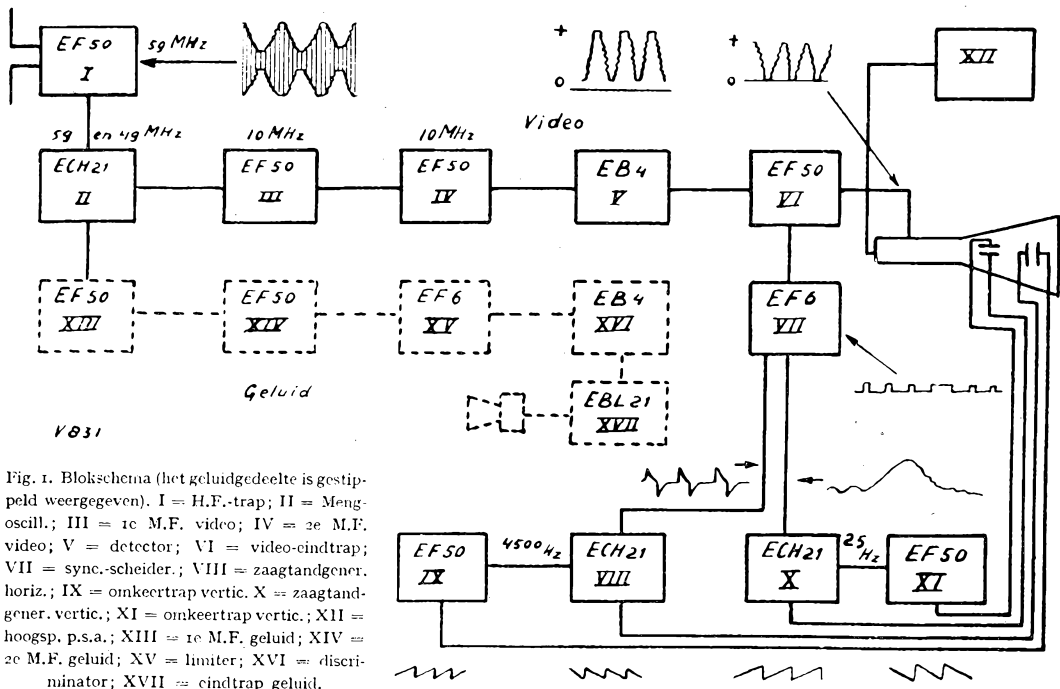 EF50
I
59 MHz
+
o
+
o
XII
59 en 49 MHz
10 MHz
10 MHz
Video
ECH21
II
EF50
III
EF50
IV
EB4
V
EF50
VI
EF50
XIII
EF50
XIV
EF6
XV
EB4
XVI
EF6
VII
Geluid
EBL21
XVII
V831
Fig. 1. Blokschema (het geluidgedeelte is gestip-
peld weergegeven). I = H.F.-trap; II = Meng-
oscill.; III = 1e M.F. video; IV = 2e M.F.
video; V = detector; VI = video-eindtrap;
VII = sync.-scheider.; VIII = zaagtandgener.
horiz.; IX = omkeertrap vertic. X = zaagtand-
gener. vertic.; XI = omkeertrap vertic.; XII =
hoogsp. p.s.a.; XIII = 1e M.F. geluid; XIV =
2e M.F. geluid; XV = limiter; XVI = discri-
minator; XVII = eindtrap geluid.
EF50
IX
4500 Hz
ECH21
VIII
ECH21
X
25 Hz
EF50
XI